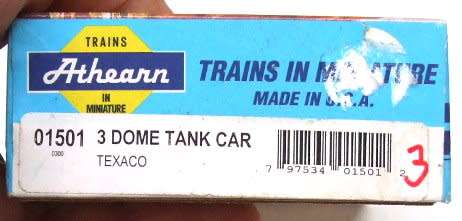 TRAINS
Athearn
IN
MINIATURE
TRAINS IN MINIATURE
MADE IN U.S.A.
01501 3 DOME TANK CAR
0300 TEXACO
7 97534 01501 2
3